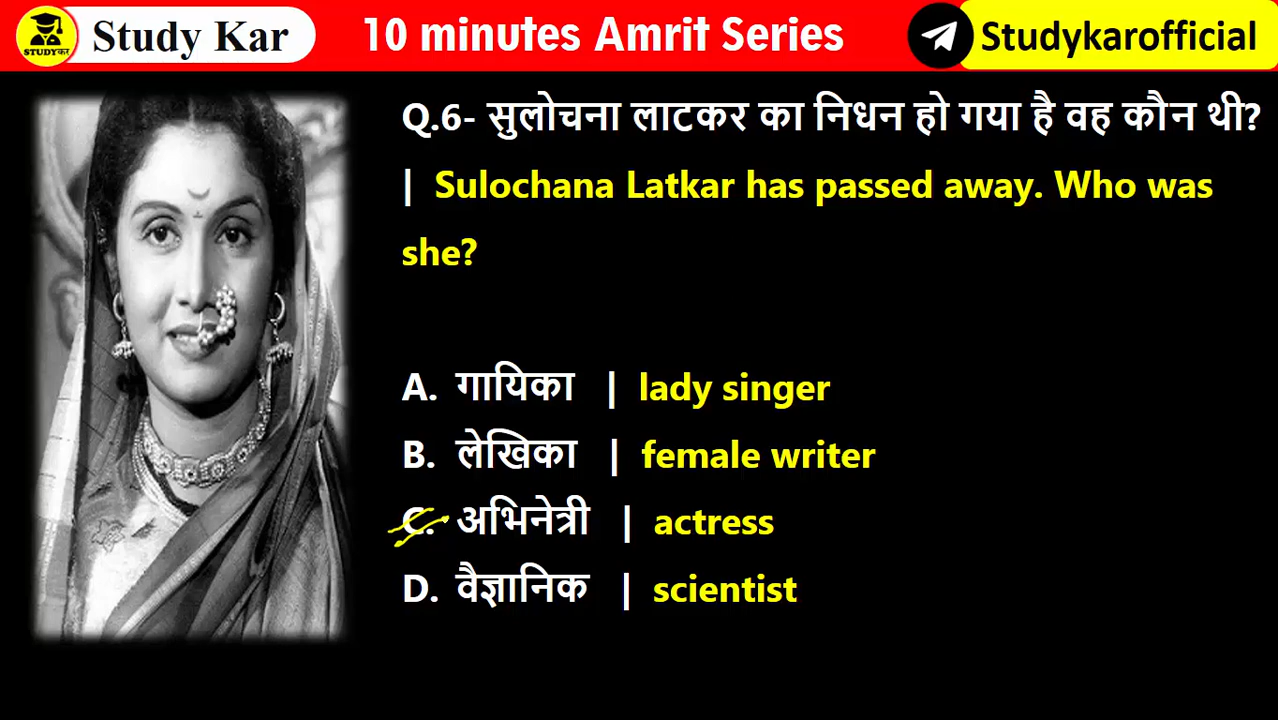 STUDYकर
Study Kar
10 minutes Amrit Series
Studykarofficial
Q.6- सुलोचना लाटकर का निधन हो गया है वह कौन थी?
| Sulochana Latkar has passed away. Who was
she?
A. गायिका | lady singer
B. लेखिका | female writer
C. अभिनेत्री | actress
D. वैज्ञानिक | scientist